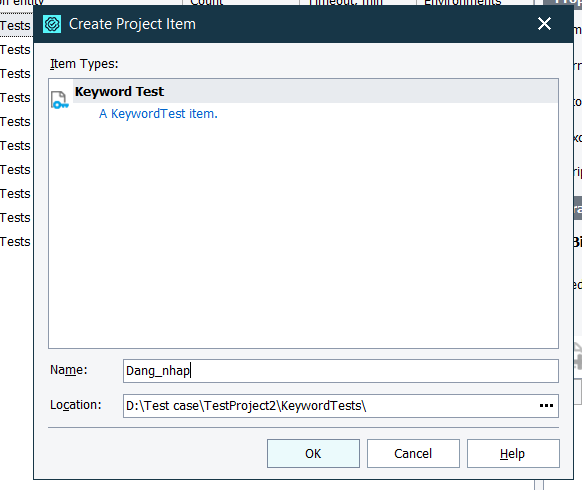 on entity Count Timeout, min Environments
Create Project Item
Tests
Item Types:
Tests
Keyword Test
Tests
A KeywordTest item.
Tests
Tests
Tests
Tests
Tests
Tests
Tests
Name: Dang_nhap
Location: D:\Test case\TestProject2\KeywordTests\ •••
OK Cancel Help